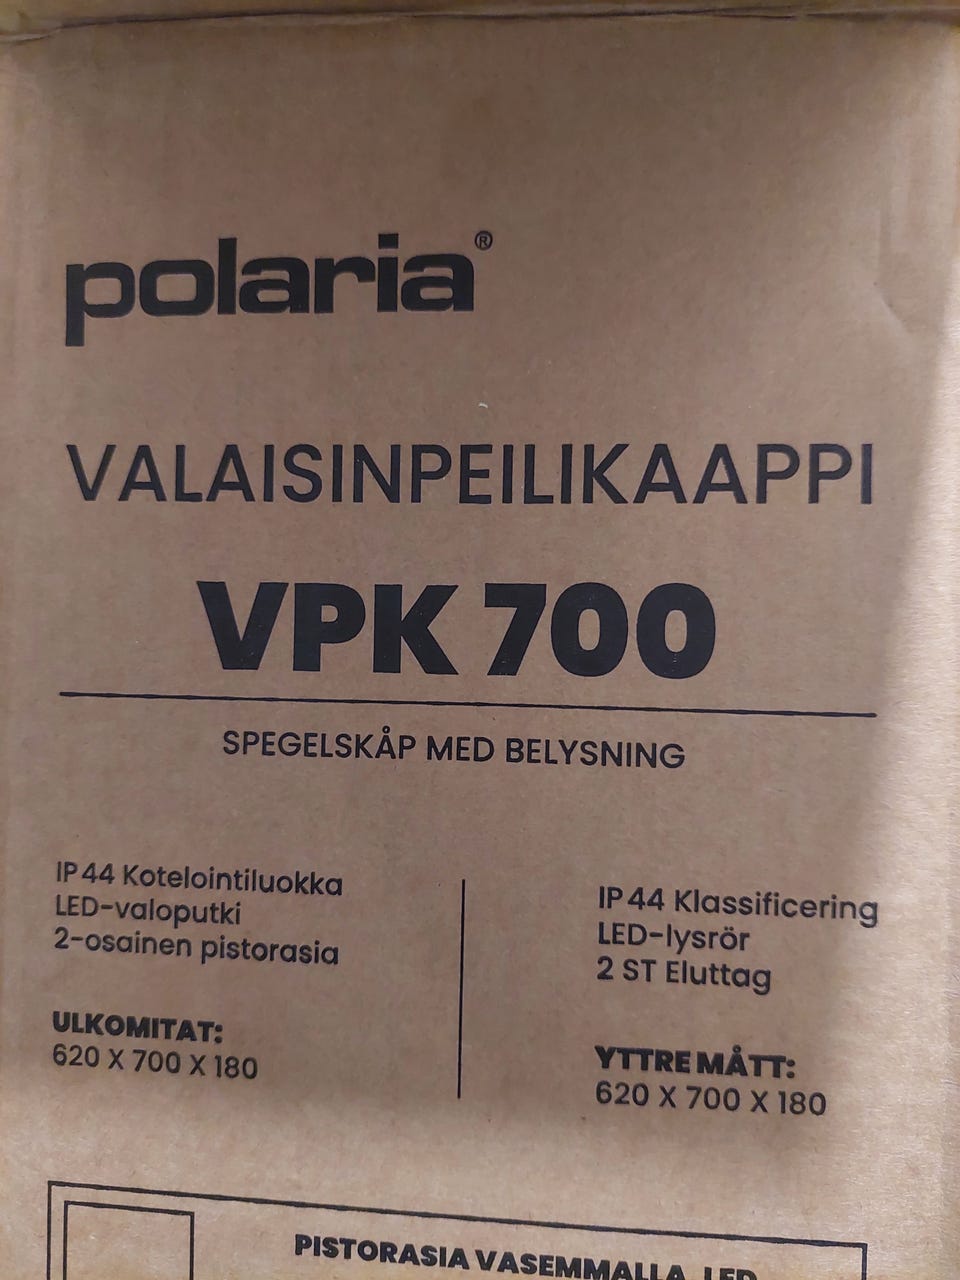 polaria®
VALAISINPEILIKAAPPI
VPK 700
SPEGELSKÅP MED BELYSNING
IP 44 Kotelointiluokka
LED-valoputki
2-osainen pistorasia
ULKOMITAT:
620 X 700 X 180
IP 44 Klassificering
LED-lysrör
2 ST Eluttag
YTTRE MÅTT:
620 X 700 X 180
PISTORASIA VASEMMALLA, LED